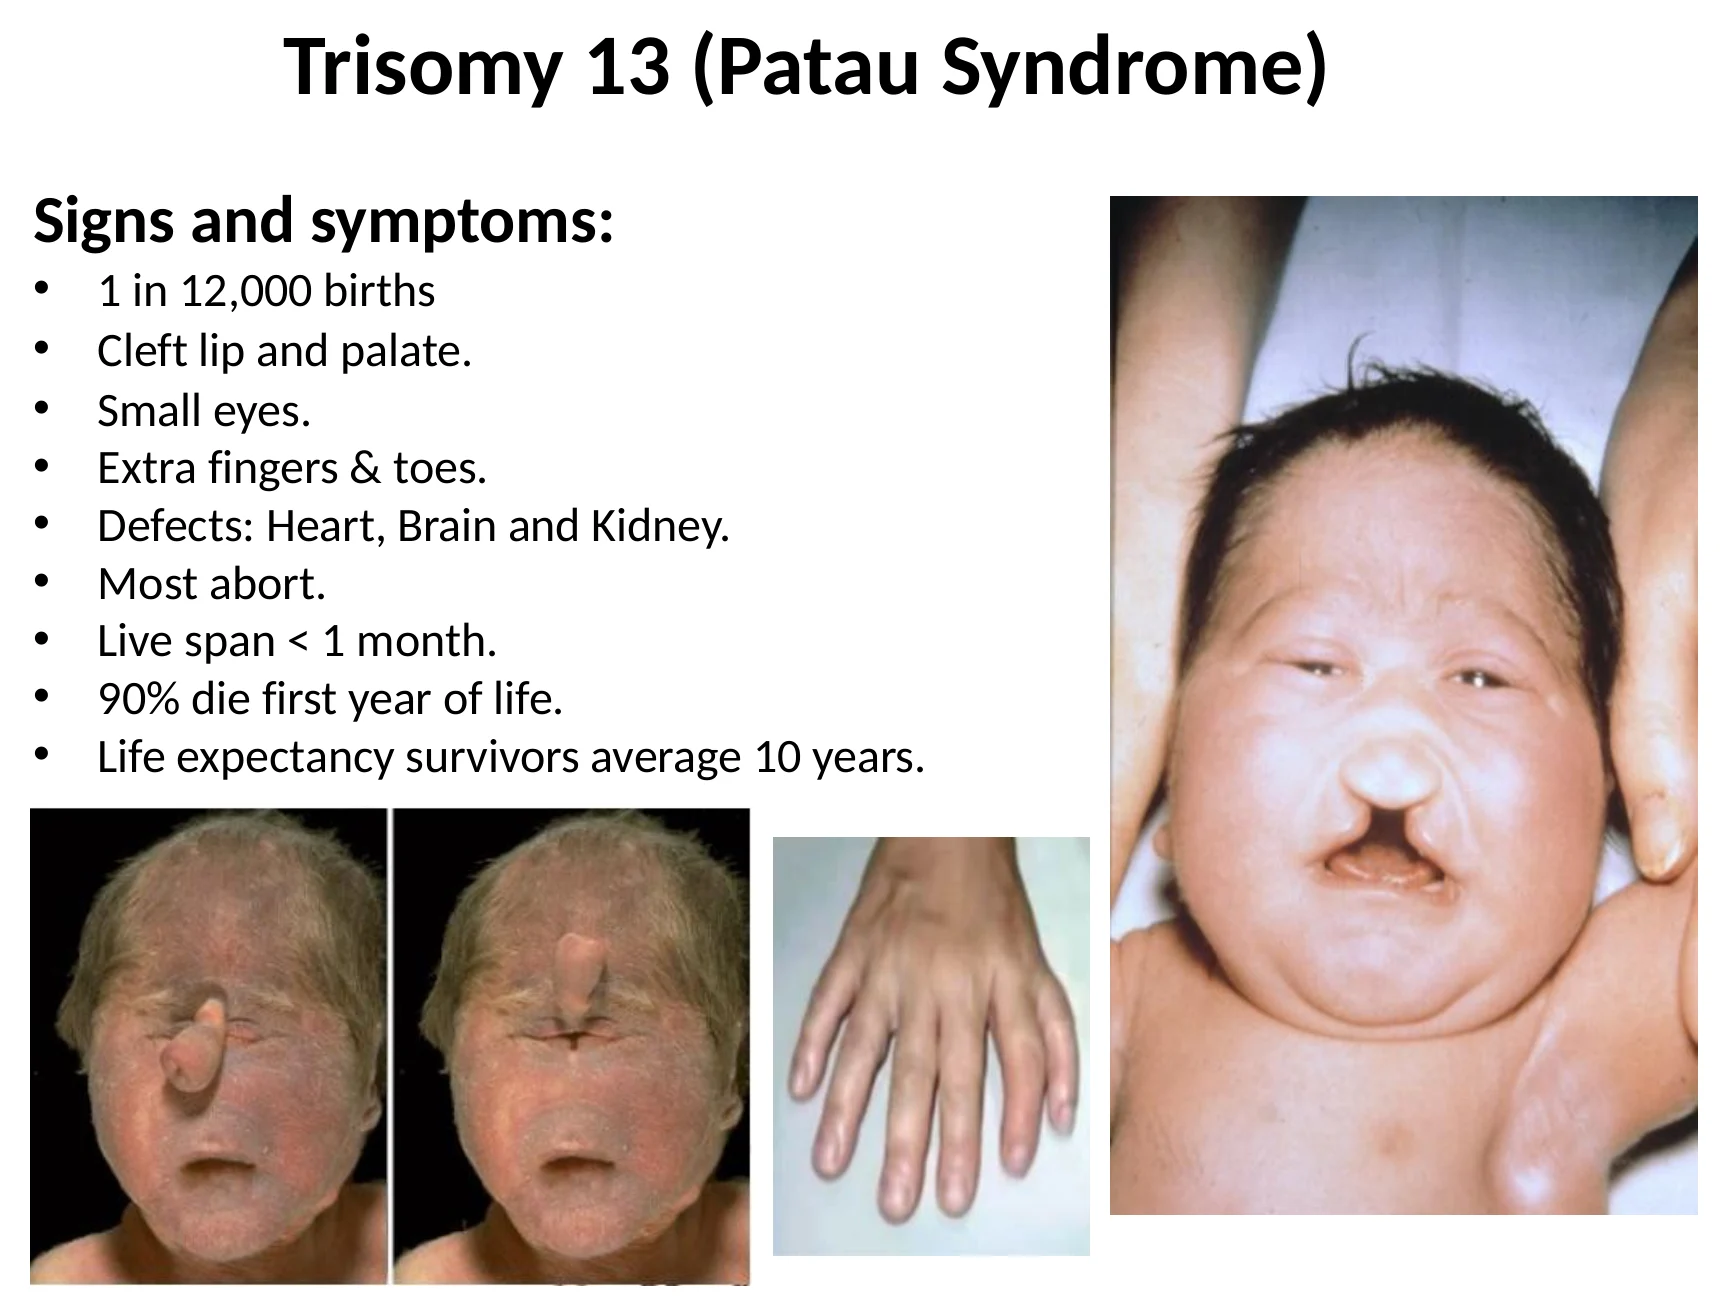 Trisomy 13 (Patau Syndrome)
Signs and symptoms:
• 1 in 12,000 births
• Cleft lip and palate.
• Small eyes.
• Extra fingers & toes.
• Defects: Heart, Brain and Kidney.
• Most abort.
• Live span < 1 month.
• 90% die first year of life.
• Life expectancy survivors average 10 years.